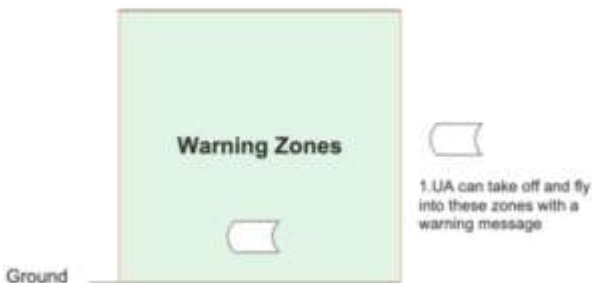 Warning Zones
1.UA can take off and fly
into these zones with a
warning message
Ground